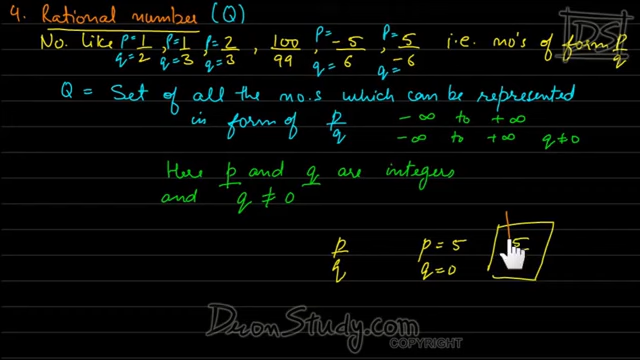 4. Rational number (Q)
No. like p=1/q=2, p=1/q=3, p=2/q=3, 100/99, p=-5/q=6, p=5/q=-6 i.e. no's of form p/q
Q = Set of all the no.s which can be represented
in form of p/q
-∞ to +∞
-∞ to +∞ q≠0
Here p and q are integers
and q ≠ 0
p/q p = 5 5
q = 0
DronStudy.com
COPYRIGHT
DS